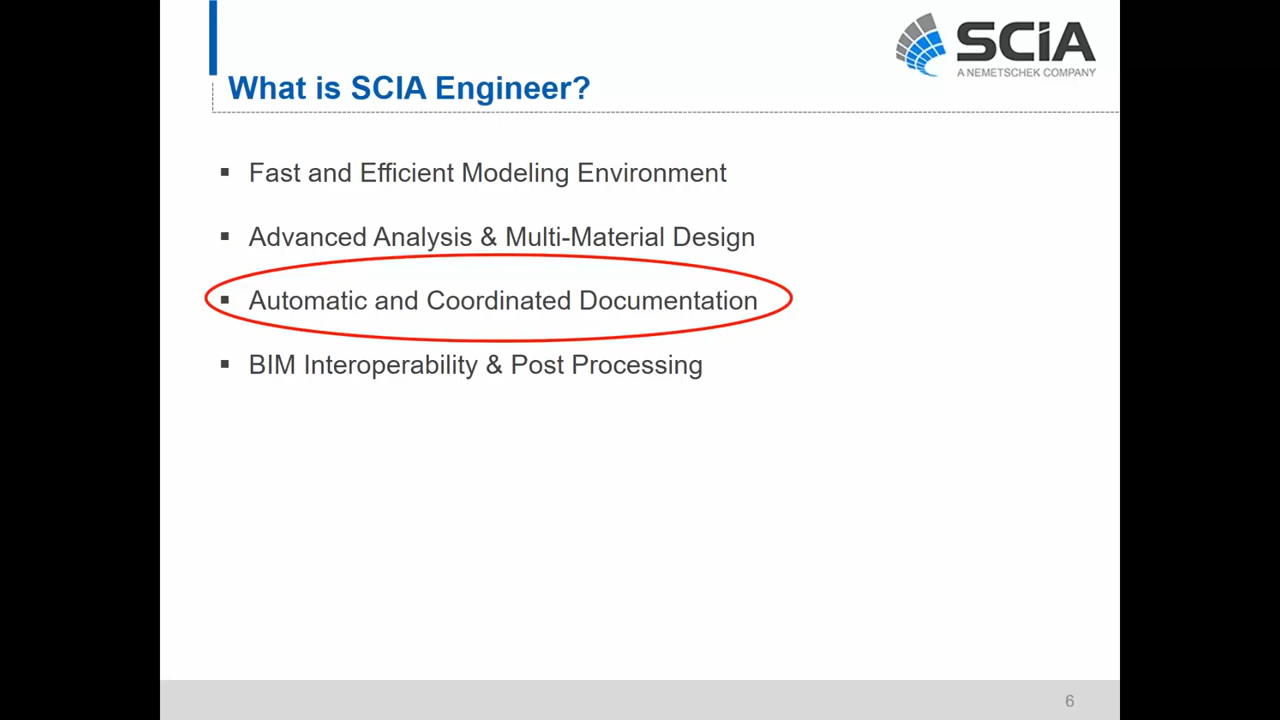 SCiA
A NEMETSCHEK COMPANY
What is SCIA Engineer?
▪ Fast and Efficient Modeling Environment
▪ Advanced Analysis & Multi-Material Design
▪ Automatic and Coordinated Documentation
▪ BIM Interoperability & Post Processing
6